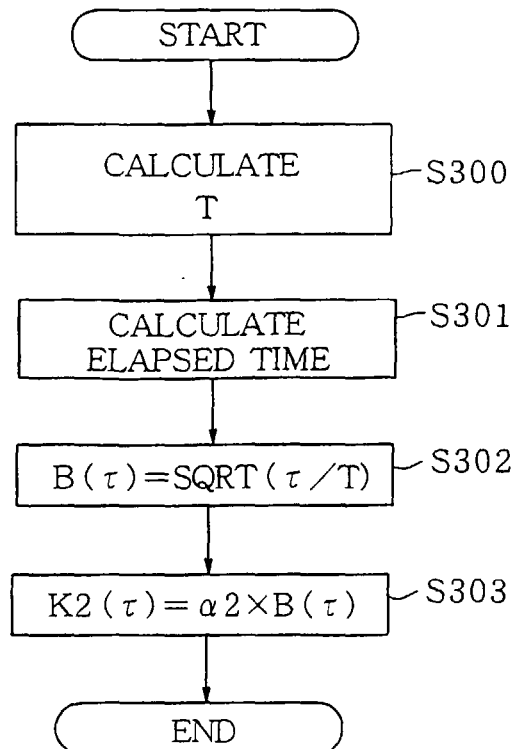 START
CALCULATE
T
S300
CALCULATE
ELAPSED TIME
S301
B(τ)=SQRT(τ/T)
S302
K2(τ)=α2×B(τ)
S303
END